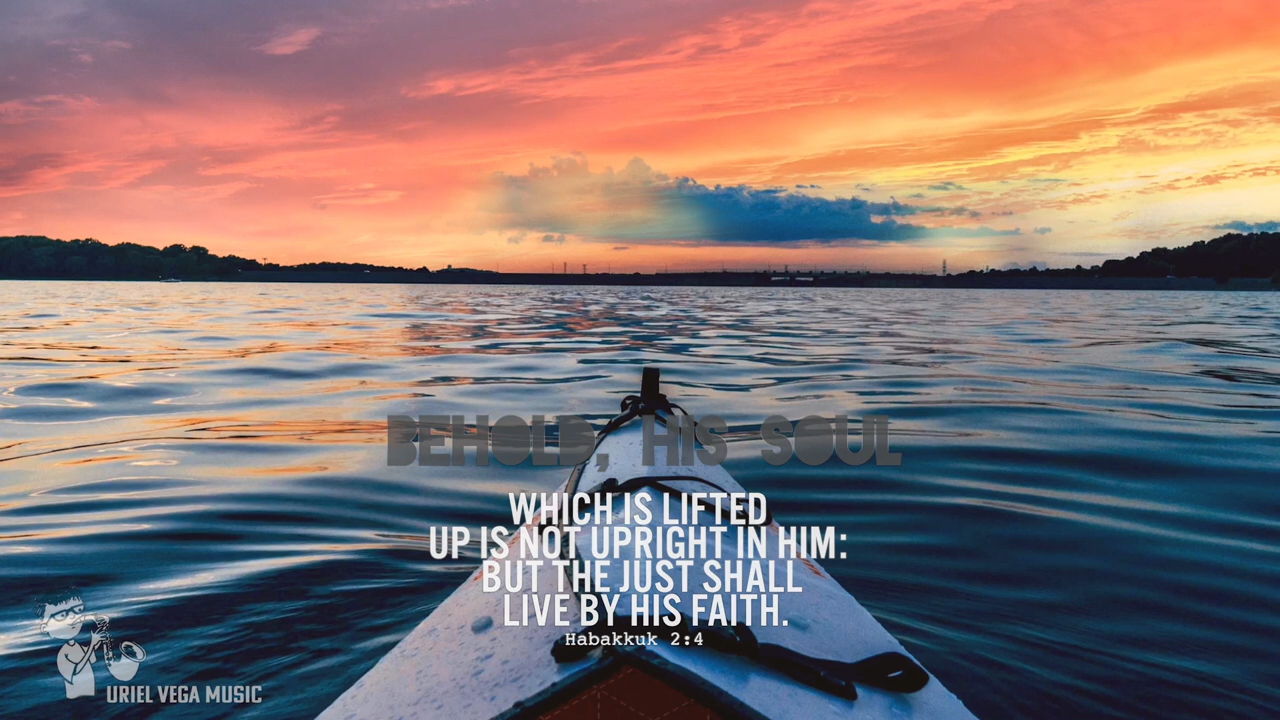 BEHOLD, HIS SOUL
WHICH IS LIFTED
UP IS NOT UPRIGHT IN HIM:
BUT THE JUST SHALL
LIVE BY HIS FAITH.
Habakkuk 2:4
URIEL VEGA MUSIC